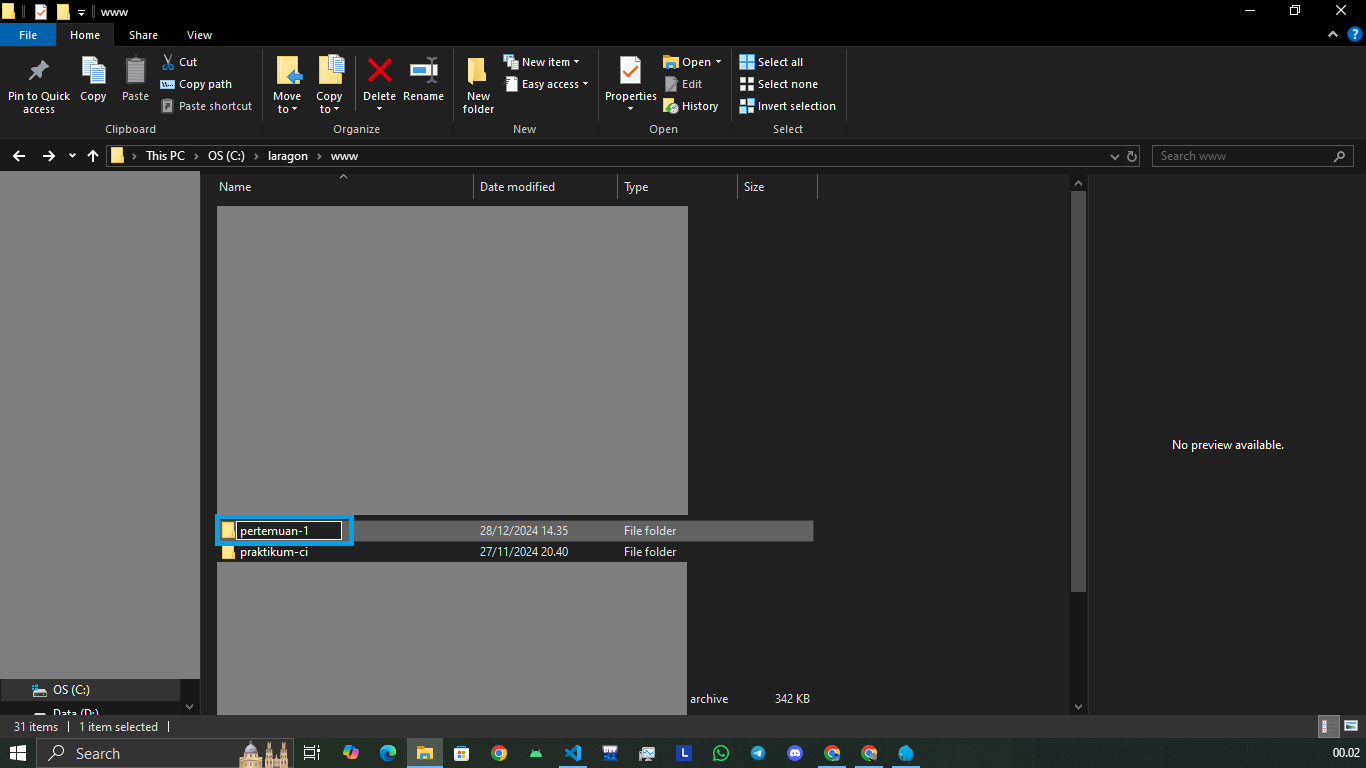 www
File Home Share View
Pin to Quick access
Copy
Paste
Cut
Copy path
Paste shortcut
Clipboard
Move to
Copy to
Delete
Rename
Organize
New folder
New item
Easy access
New
Properties
Open
Edit
History
Open
Select all
Select none
Invert selection
Select
This PC › OS (C:) › laragon › www
Search www
Name Date modified Type Size
No preview available.
pertemuan-1 28/12/2024 14.35 File folder
praktikum-ci 27/11/2024 20.40 File folder
archive 342 KB
OS (C:)
Data (D:)
31 items 1 item selected
Search
00.02